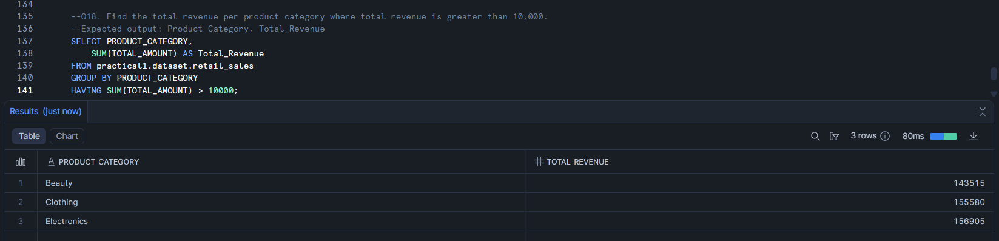 134
135 --Q18. Find the total revenue per product category where total revenue is greater than 10,000.
136 --Expected output: Product Category, Total_Revenue
137 SELECT PRODUCT_CATEGORY,
138 SUM(TOTAL_AMOUNT) AS Total_Revenue
139 FROM practical1.dataset.retail_sales
140 GROUP BY PRODUCT_CATEGORY
141 HAVING SUM(TOTAL_AMOUNT) > 10000;
Results (just now)
Table Chart 3 rows 80ms
PRODUCT_CATEGORY TOTAL_REVENUE
1 Beauty 143515
2 Clothing 155580
3 Electronics 156905